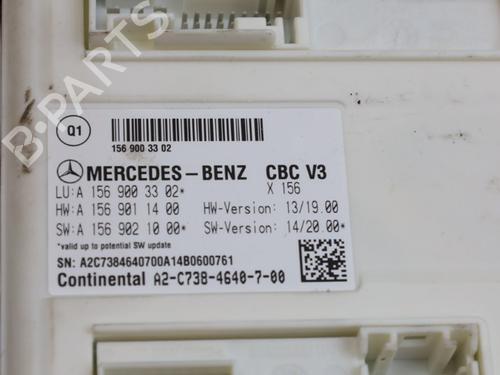 Q1
156 900 33 02
MERCEDES-BENZ CBC V3
LU:A 156 900 33 02* X 156
HW:A 156 901 14 00 HW-Version: 13/19.00
SW:A 156 902 10 00* SW-Version: 14/20.00*
*valid up to potential SW update
SN: A2C7384640700A14B0600761
Continental A2-C738-4640-7-00
B-PARTS